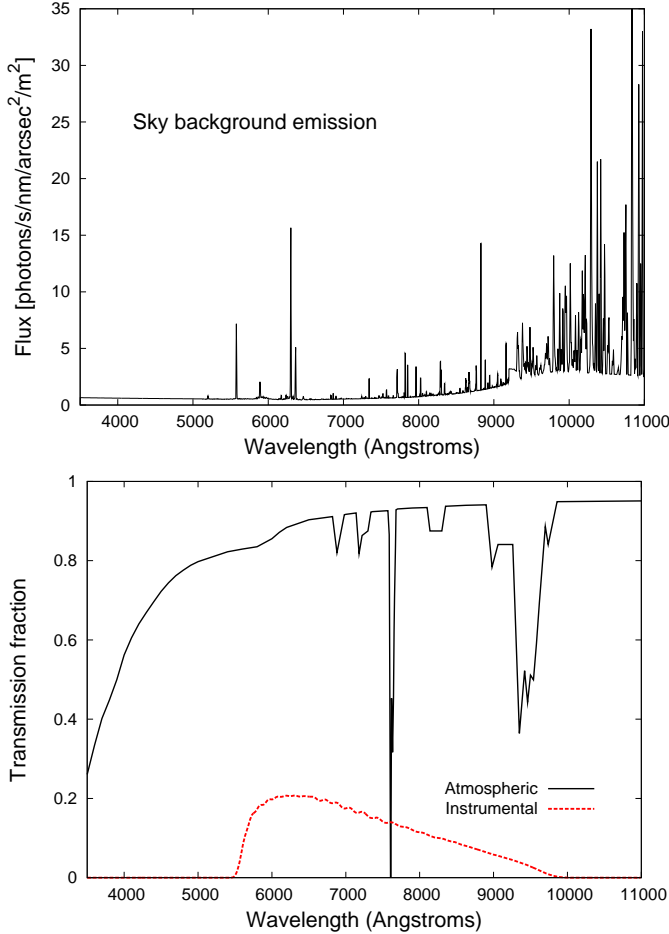 35
30
25
20
15
10
5
0
Flux [photons/s/nm/arcsec²/m²]
Sky background emission
4000 5000 6000 7000 8000 9000 10000 11000
Wavelength (Angstroms)
1
0.8
0.6
0.4
0.2
0
Transmission fraction
Atmospheric
Instrumental
4000 5000 6000 7000 8000 9000 10000 11000
Wavelength (Angstroms)